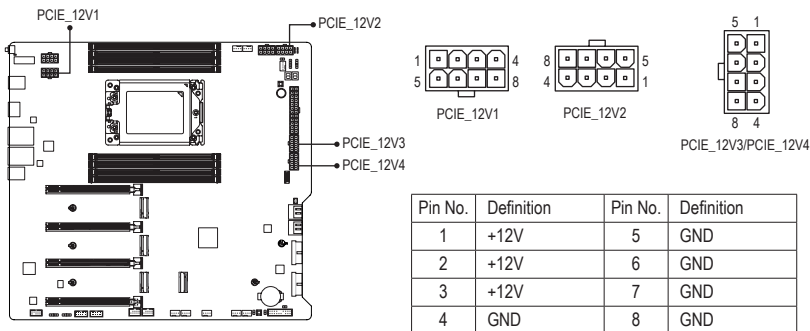 PCIE_12V1
PCIE_12V2
PCIE_12V3
PCIE_12V4
1 4
5 8
PCIE_12V1
8 5
4 1
PCIE_12V2
5 1
8 4
PCIE_12V3/PCIE_12V4
Pin No. Definition Pin No. Definition
1 +12V 5 GND
2 +12V 6 GND
3 +12V 7 GND
4 GND 8 GND